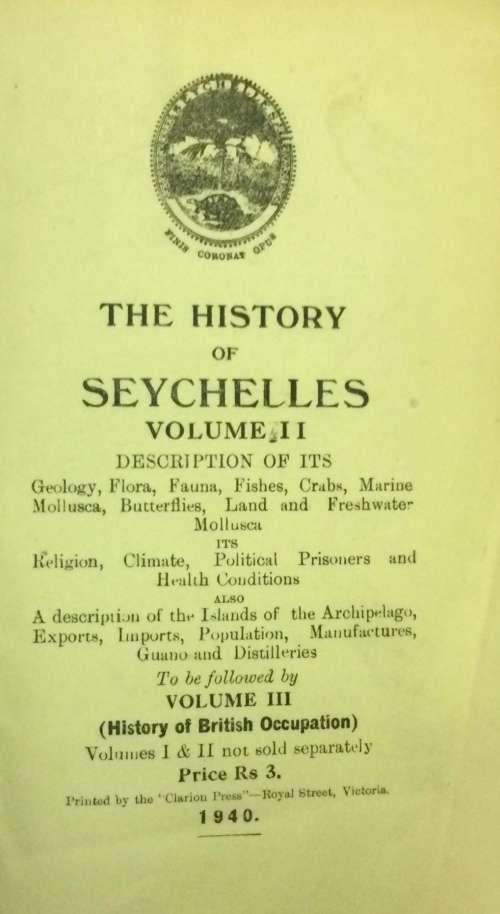 SEYCHELLES
FINIS CORONAT OPUS
THE HISTORY
OF
SEYCHELLES
VOLUME II
DESCRIPTION OF ITS
Geology, Flora, Fauna, Fishes, Crabs, Marine
Mollusca, Butterflies, Land and Freshwater
Mollusca
ITS
Religion, Climate, Political Prisoners and
Health Conditions
ALSO
A description of the Islands of the Archipelago,
Exports, Imports, Population, Manufactures,
Guano and Distilleries
To be followed by
VOLUME III
(History of British Occupation)
Volumes I & II not sold separately
Price Rs 3.
Printed by the "Clarion Press"—Royal Street, Victoria.
1940.